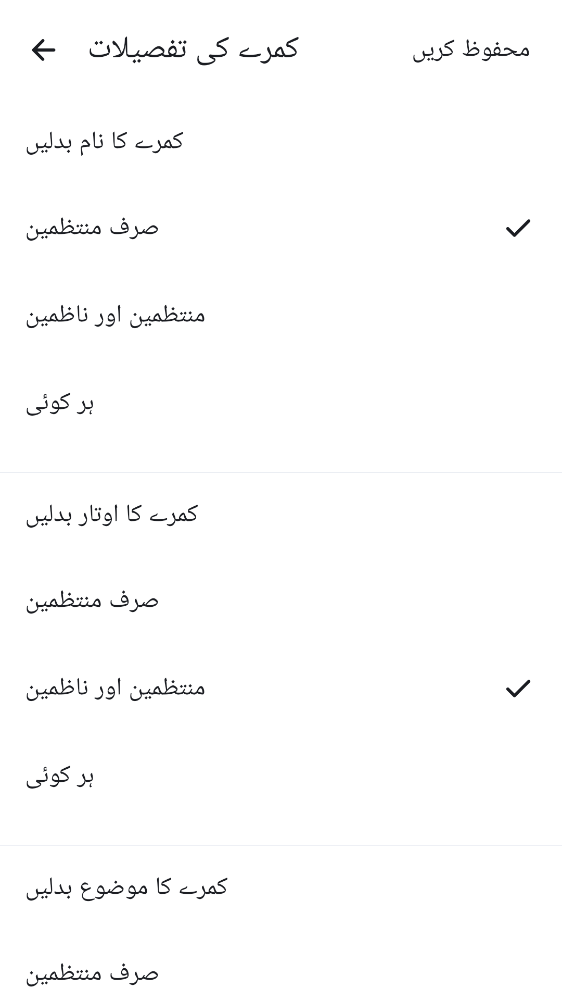 کمرے کی تفصیلات
محفوظ کریں
کمرے کا نام بدلیں
صرف منتظمین
منتظمین اور ناظمین
ہر کوئی
کمرے کا اوتار بدلیں
صرف منتظمین
منتظمین اور ناظمین
ہر کوئی
کمرے کا موضوع بدلیں
صرف منتظمین